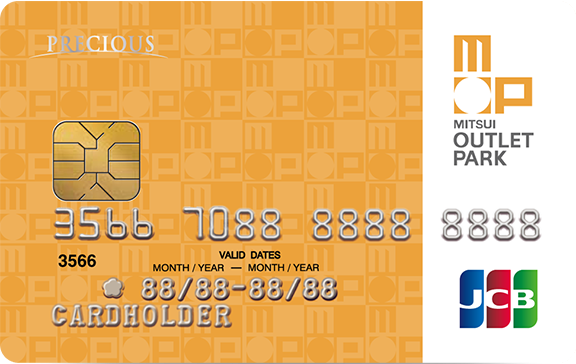 PRECIOUS
mop
MITSUI
OUTLET
PARK
3566 7088 8888 8888
3566
VALID DATES
MONTH / YEAR — MONTH / YEAR
88/88-88/88
CARDHOLDER
JCB